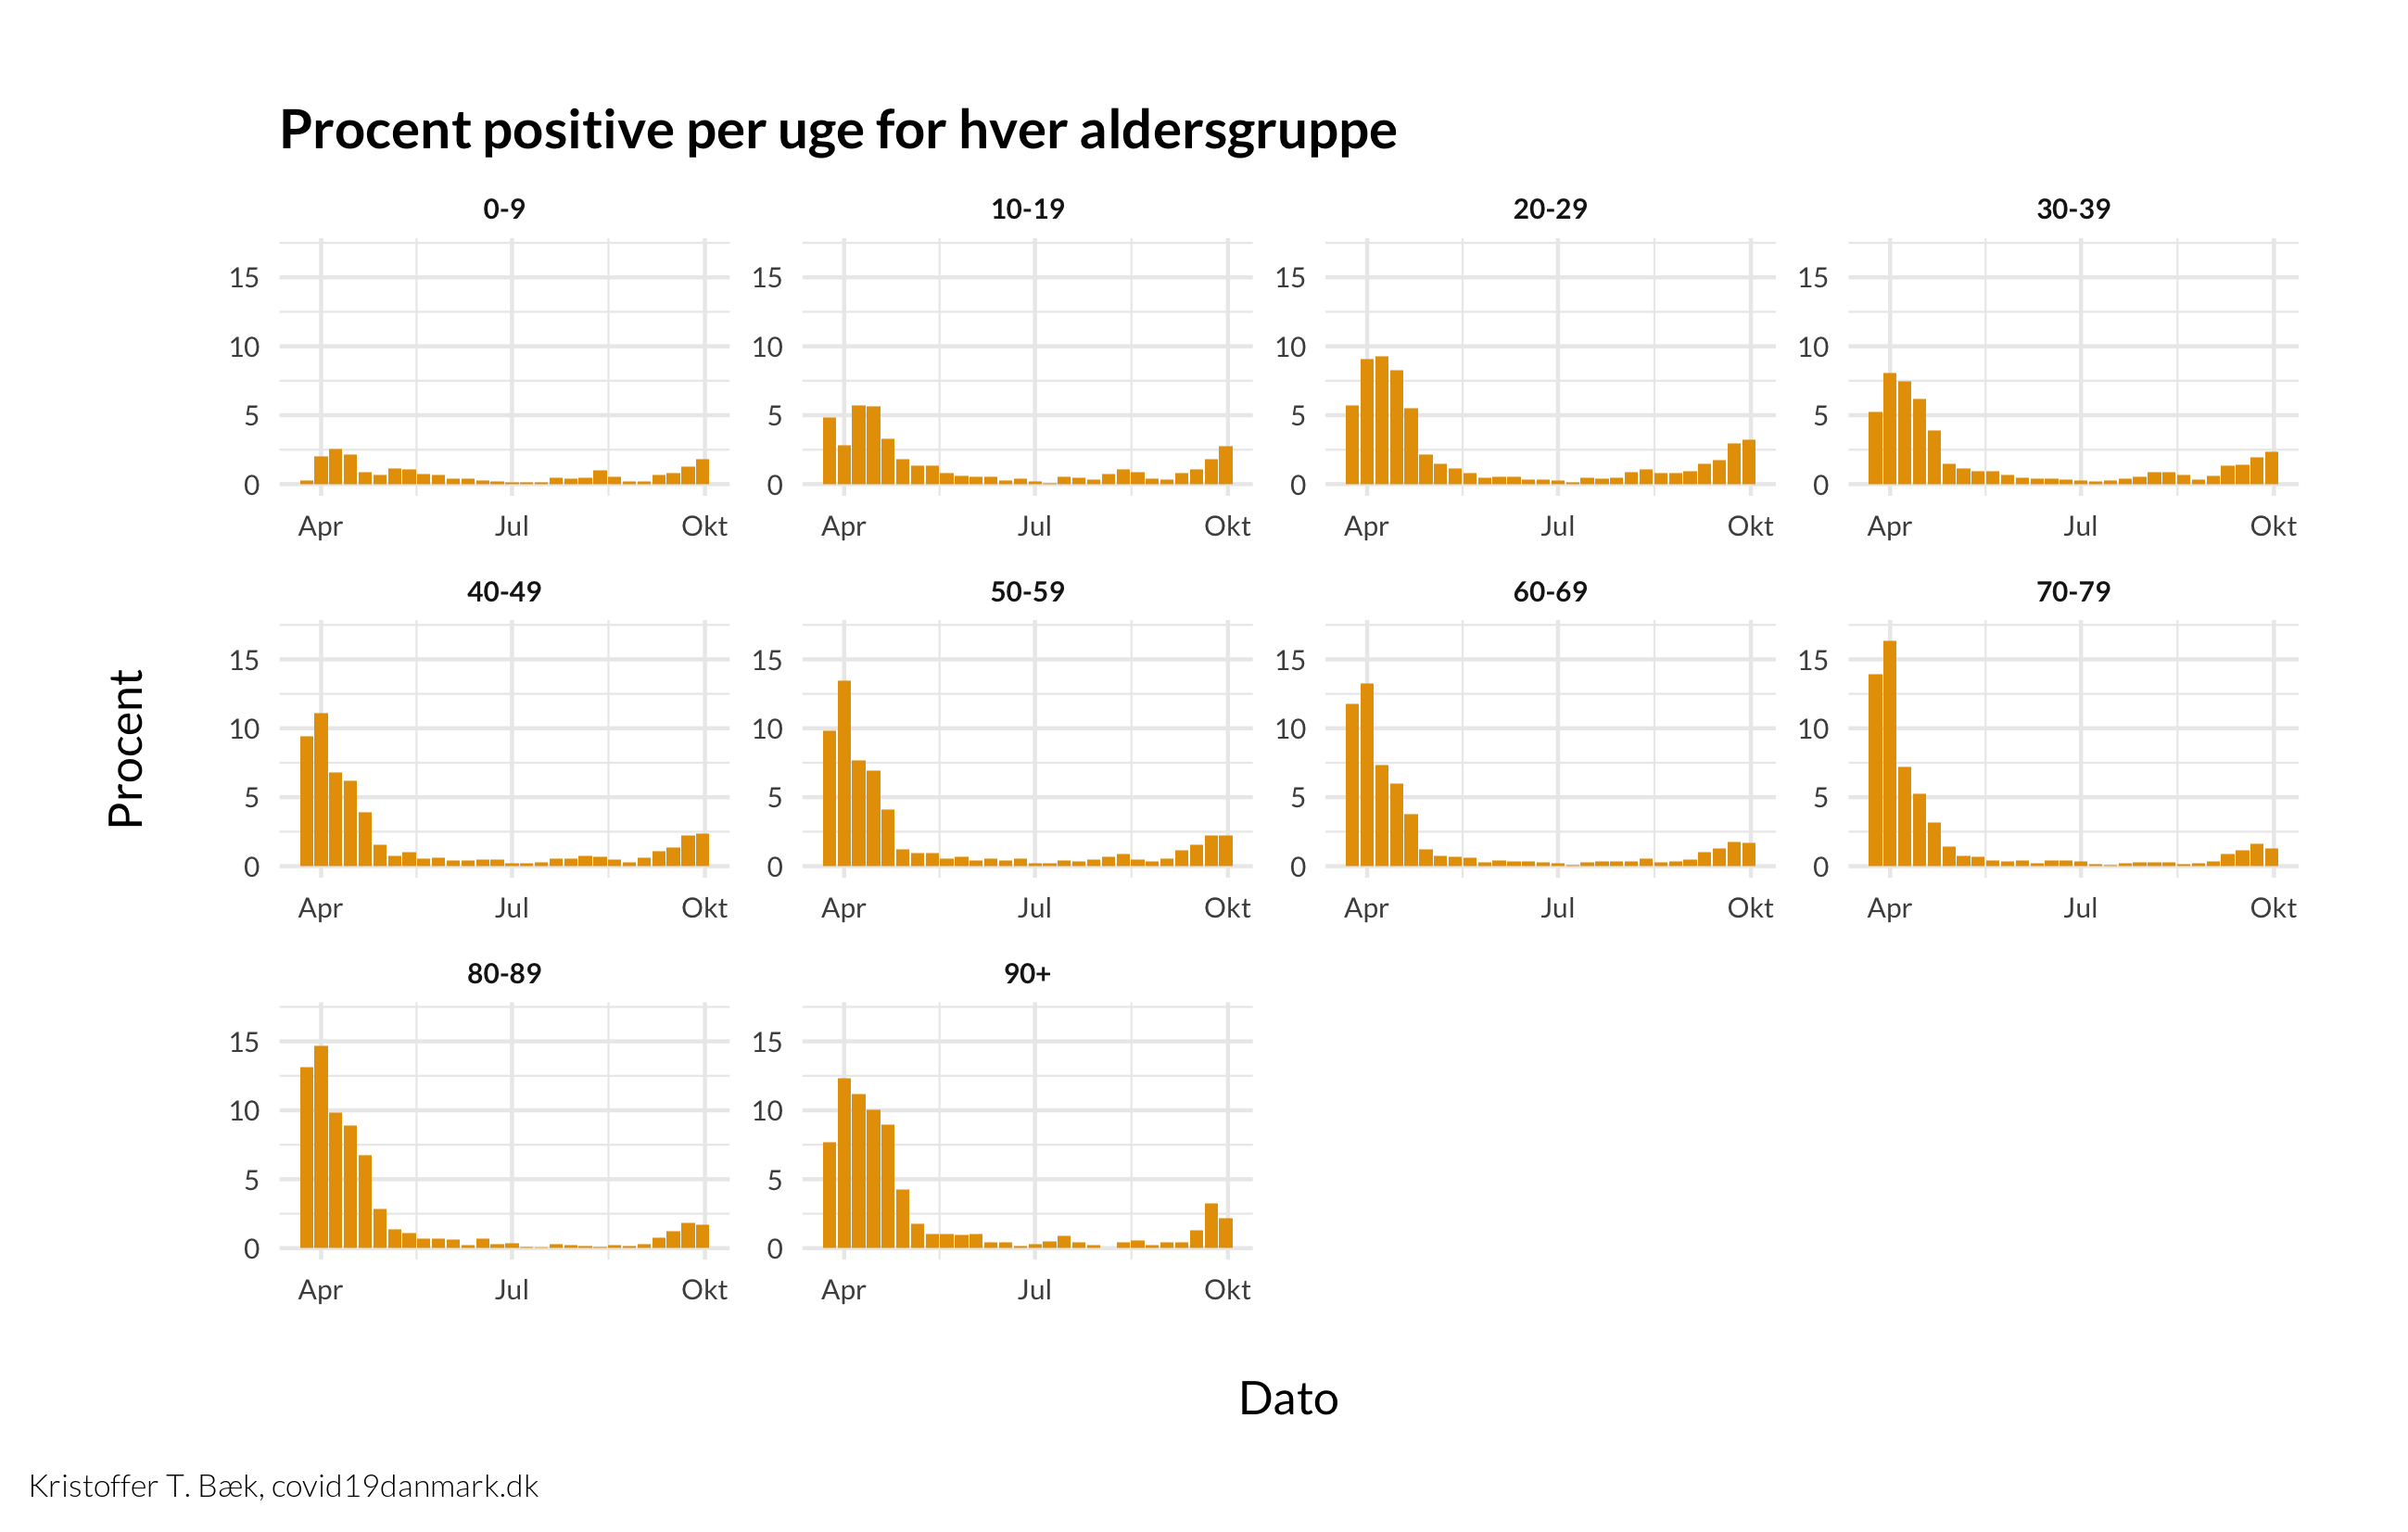 Procent positive per uge for hver aldersgruppe
0-9 10-19 20-29 30-39
15 15 15 15
10 10 10 10
5 5 5 5
0 0 0 0
Apr Jul Okt Apr Jul Okt Apr Jul Okt Apr Jul Okt
40-49 50-59 60-69 70-79
15 15 15 15
10 10 10 10
5 5 5 5
0 0 0 0
Apr Jul Okt Apr Jul Okt Apr Jul Okt Apr Jul Okt
80-89 90+
15 15
10 10
5 5
0 0
Apr Jul Okt Apr Jul Okt
Procent
Dato
Kristoffer T. Bæk, covid19danmark.dk